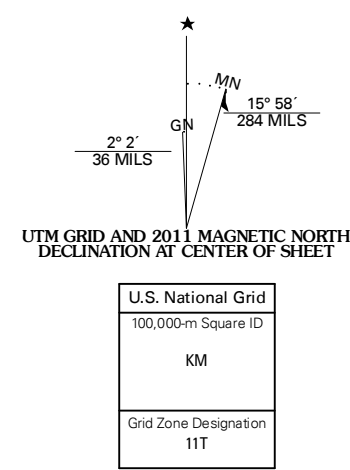 MN
GN
15° 58´
284 MILS
2° 2´
36 MILS
UTM GRID AND 2011 MAGNETIC NORTH
DECLINATION AT CENTER OF SHEET
U.S. National Grid
100,000-m Square ID
KM
Grid Zone Designation
11T